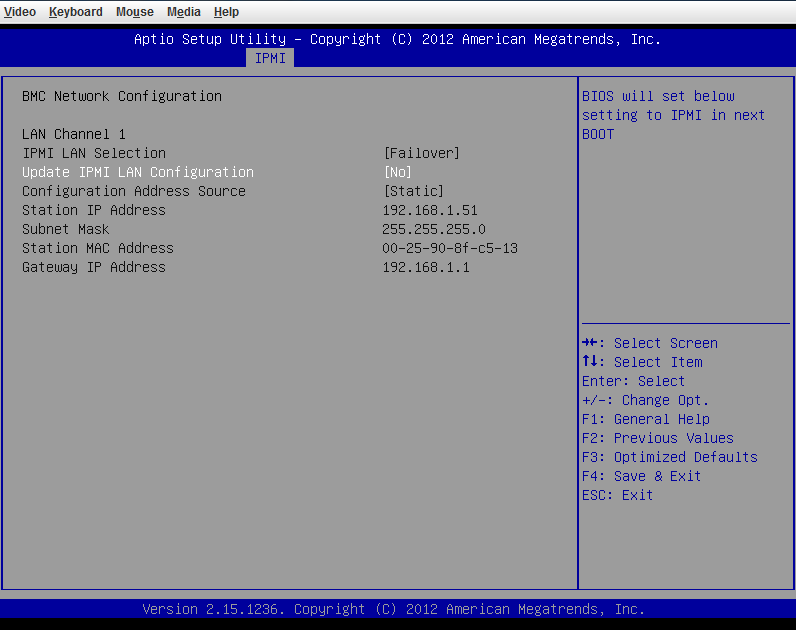 Video Keyboard Mouse Media Help
Aptio Setup Utility – Copyright (C) 2012 American Megatrends, Inc.
IPMI
BMC Network Configuration
LAN Channel 1
IPMI LAN Selection [Failover]
Update IPMI LAN Configuration [No]
Configuration Address Source [Static]
Station IP Address 192.168.1.51
Subnet Mask 255.255.255.0
Station MAC Address 00-25-90-8f-c5-13
Gateway IP Address 192.168.1.1
BIOS will set below
setting to IPMI in next
BOOT
→←: Select Screen
↑↓: Select Item
Enter: Select
+/-: Change Opt.
F1: General Help
F2: Previous Values
F3: Optimized Defaults
F4: Save & Exit
ESC: Exit
Version 2.15.1236. Copyright (C) 2012 American Megatrends, Inc.